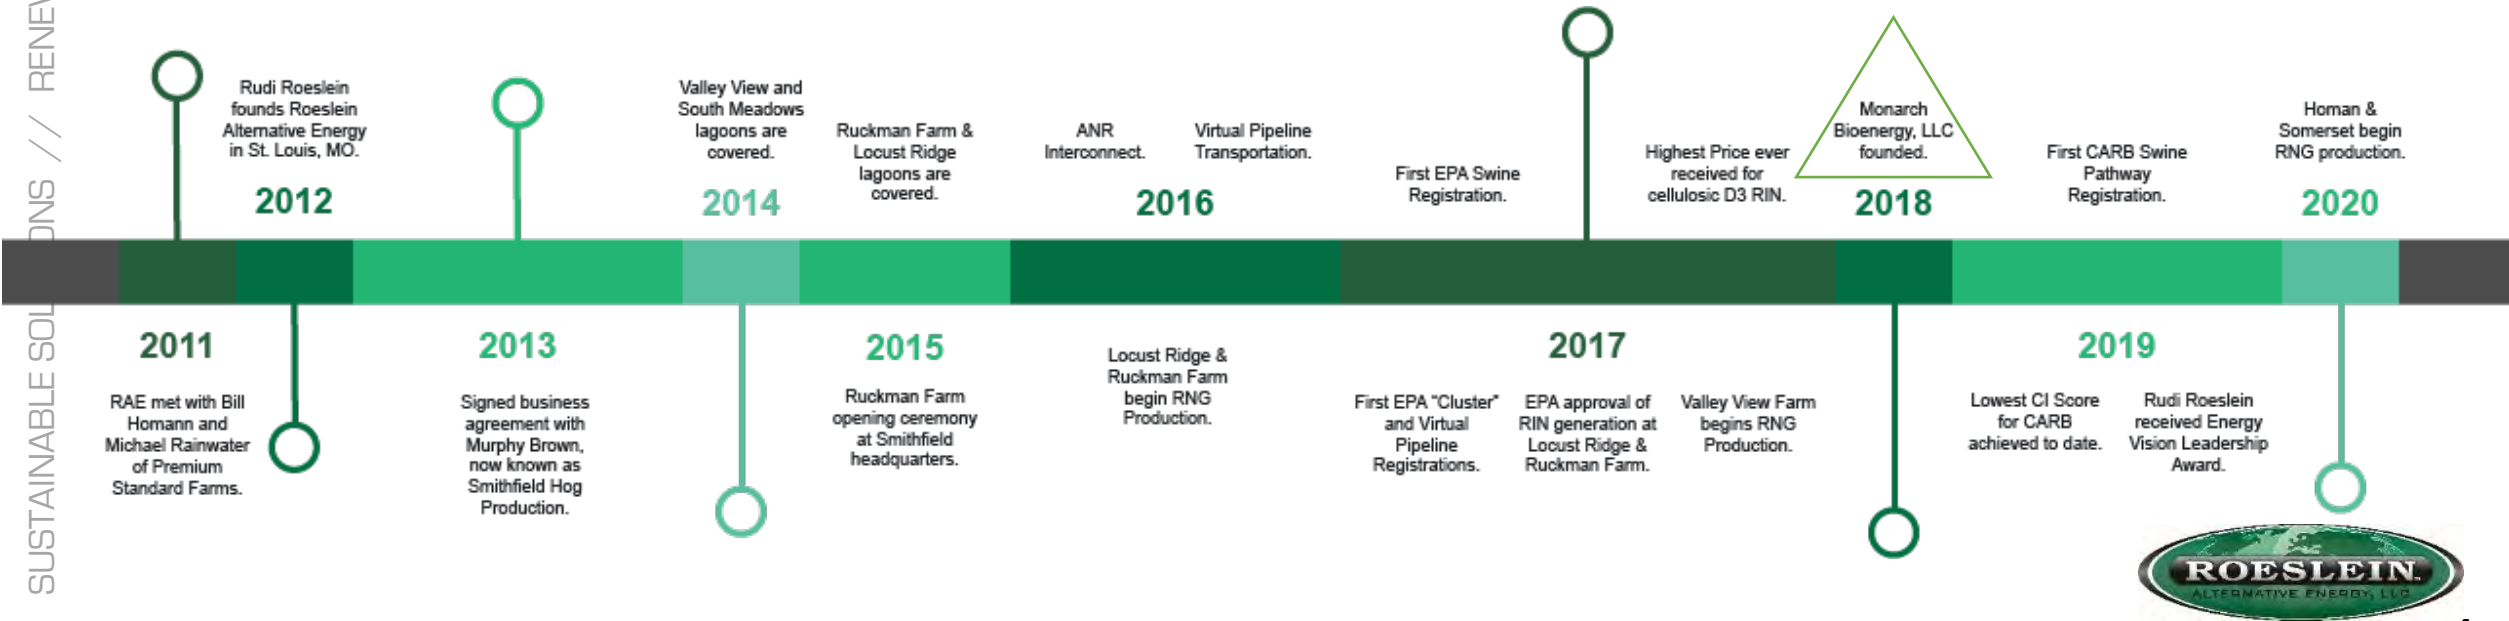 SUSTAINABLE SOL
ONS // RENEW
Rudi Roeslein
founds Roeslein
Alternative Energy
in St. Louis, MO.
2012
Valley View and
South Meadows
lagoons are
covered.
2014
Ruckman Farm &
Locust Ridge
lagoons are
covered.
ANR
Interconnect.
Virtual Pipeline
Transportation.
2016
First EPA Swine
Registration.
Highest Price ever
received for
cellulosic D3 RIN.
Monarch
Bioenergy, LLC
founded.
2018
First CARB Swine
Pathway
Registration.
Homan &
Somerset begin
RNG production.
2020
2011
RAE met with Bill
Homann and
Michael Rainwater
of Premium
Standard Farms.
2013
Signed business
agreement with
Murphy Brown,
now known as
Smithfield Hog
Production.
2015
Ruckman Farm
opening ceremony
at Smithfield
headquarters.
Locust Ridge &
Ruckman Farm
begin RNG
Production.
2017
First EPA "Cluster"
and Virtual
Pipeline
Registrations.
EPA approval of
RIN generation at
Locust Ridge &
Ruckman Farm.
Valley View Farm
begins RNG
Production.
2019
Lowest CI Score
for CARB
achieved to date.
Rudi Roeslein
received Energy
Vision Leadership
Award.
ROESLEIN
ALTERNATIVE ENERGY, LLC